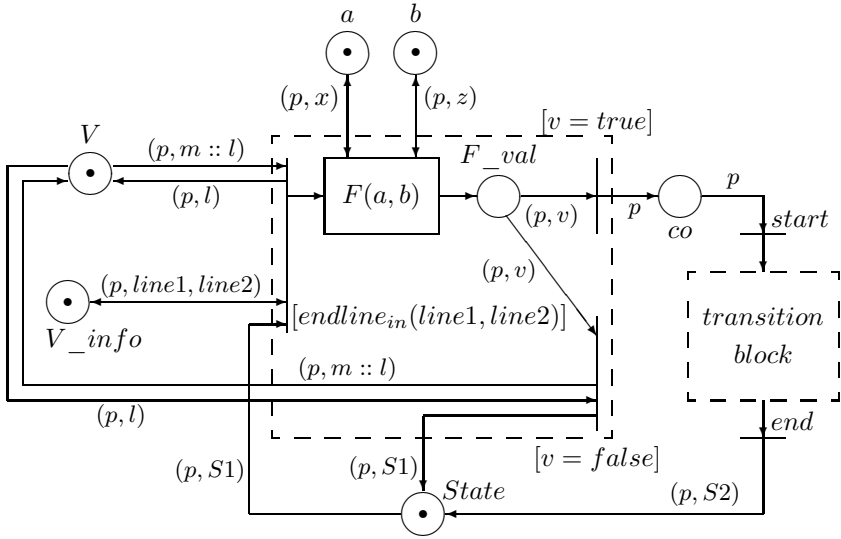 a b
(p, x) (p, z)
[v = true]
V
(p, m :: l)
F_val
(p, l)
F(a, b)
(p, v)
p
p
co
start
(p, v)
(p, line1, line2)
V_info
[endline_in(line1, line2)]
transition
block
(p, m :: l)
(p, l)
end
(p, S1)
(p, S1)
[v = false]
State
(p, S2)